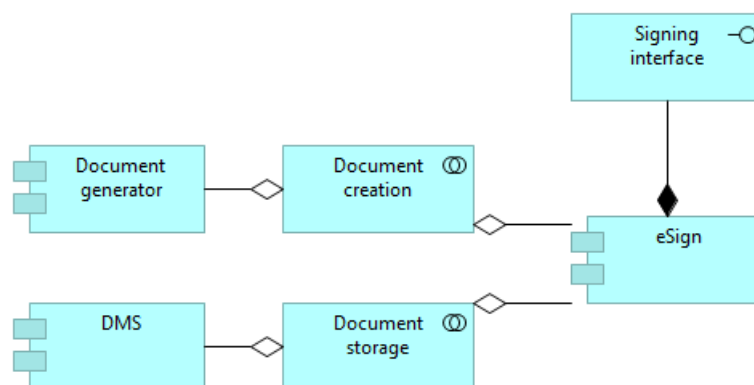 Signing
interface
Document
generator
Document
creation
eSign
DMS
Document
storage